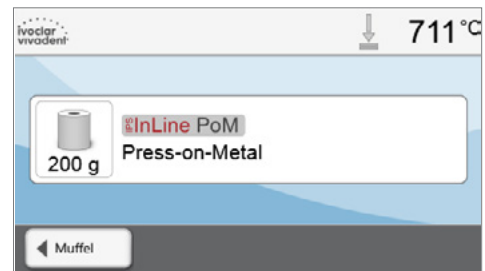 ivoclar
vivadent
711 °C
IPS InLine PoM
Press-on-Metal
200 g
Muffel